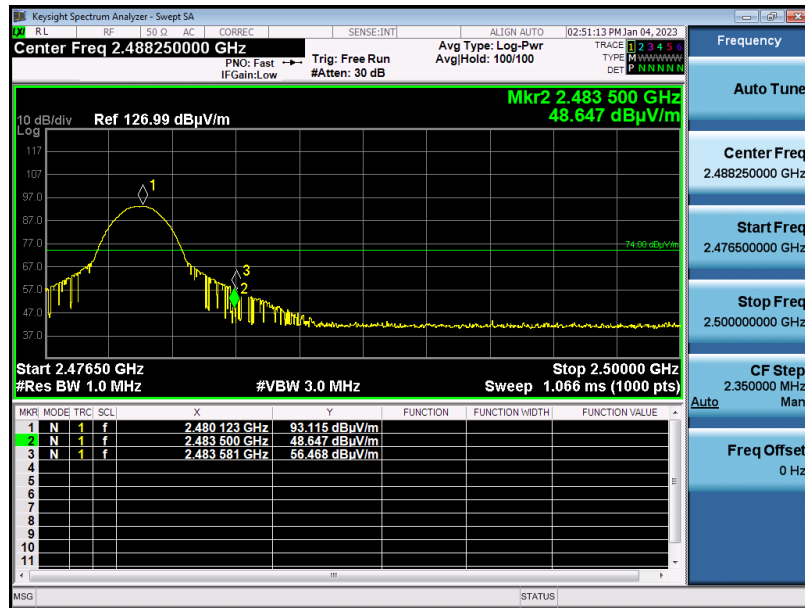 Keysight Spectrum Analyzer - Swept SA
LXI RL RF 50 Ω AC CORREC SENSE:INT ALIGN AUTO 02:51:13 PM Jan 04, 2023
Center Freq 2.488250000 GHz
PNO: Fast
IFGain:Low
Trig: Free Run
#Atten: 30 dB
Avg Type: Log-Pwr
Avg|Hold: 100/100
TRACE 1 2 3 4 5 6
TYPE M WWWWW
DET P N N N N N
Mkr2 2.483 500 GHz
48.647 dBµV/m
10 dB/div Ref 126.99 dBµV/m
Log
117
107
97.0
87.0
77.0
67.0
57.0
47.0
37.0
1
3
2
74.00 dBµV/m
Start 2.47650 GHz Stop 2.50000 GHz
#Res BW 1.0 MHz #VBW 3.0 MHz Sweep 1.066 ms (1000 pts)
MKR MODE TRC SCL X Y FUNCTION FUNCTION WIDTH FUNCTION VALUE
1 N 1 f 2.480 123 GHz 93.115 dBµV/m
2 N 1 f 2.483 500 GHz 48.647 dBµV/m
3 N 1 f 2.483 581 GHz 56.468 dBµV/m
4
5
6
7
8
9
10
11
MSG STATUS
Frequency
Auto Tune
Center Freq
2.488250000 GHz
Start Freq
2.476500000 GHz
Stop Freq
2.500000000 GHz
CF Step
2.350000 MHz
Auto Man
Freq Offset
0 Hz